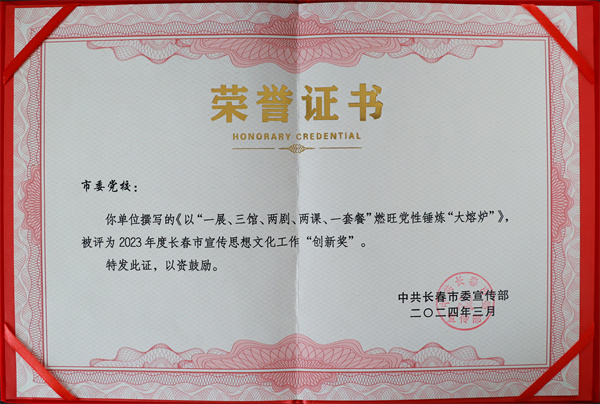 荣誉证书
HONORARY CREDENTIAL
市委党校：
你单位撰写的《以“一展、三馆、两剧、两课、一套餐”燃旺党性锤炼“大熔炉”》，
被评为2023年度长春市宣传思想文化工作“创新奖”。
特发此证，以资鼓励。
中共长春市委宣传部
二〇二四年三月